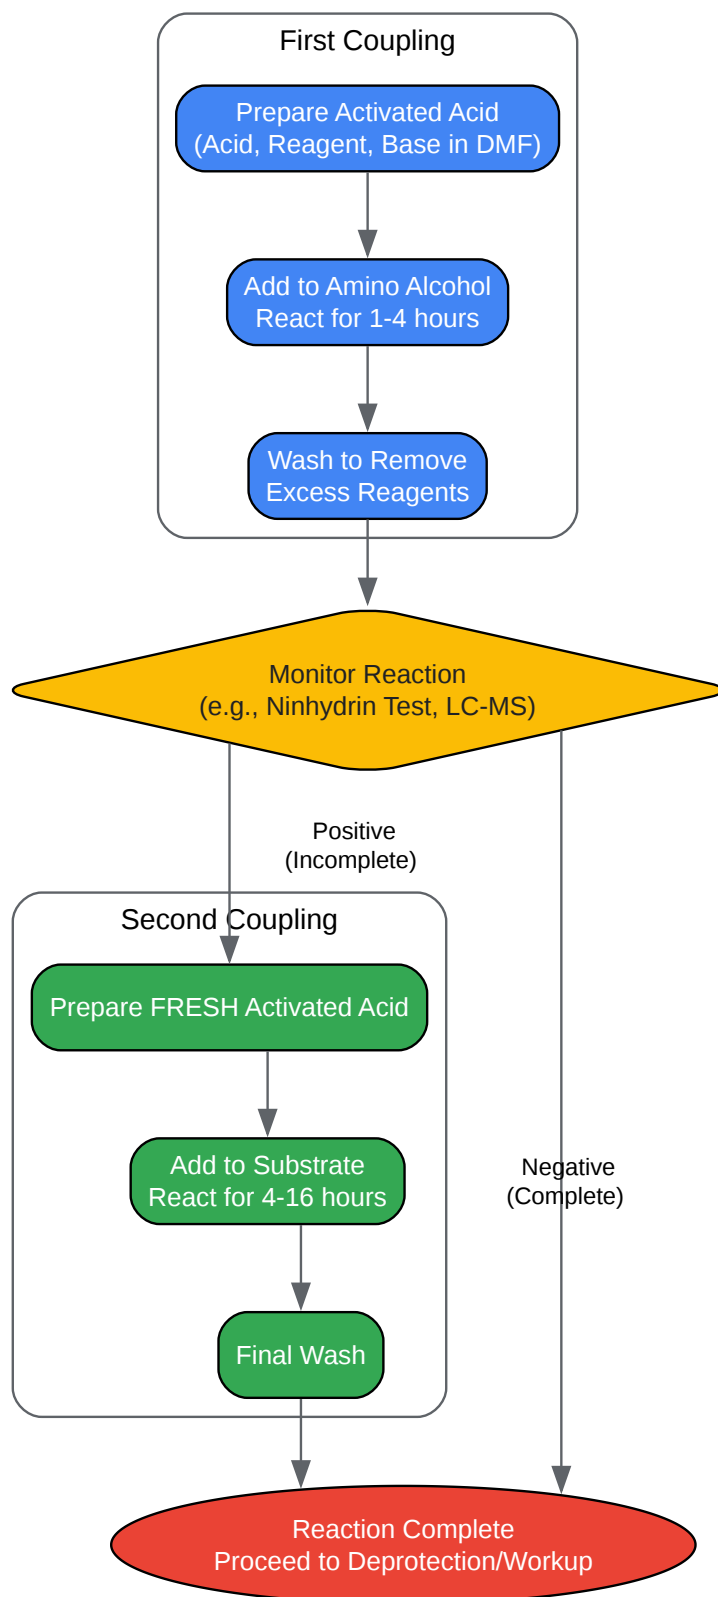 First Coupling
Prepare Activated Acid
(Acid, Reagent, Base in DMF)
Add to Amino Alcohol
React for 1-4 hours
Wash to Remove
Excess Reagents
Monitor Reaction
(e.g., Ninhydrin Test, LC-MS)
Positive
(Incomplete)
Second Coupling
Prepare FRESH Activated Acid
Add to Substrate
React for 4-16 hours
Negative
(Complete)
Final Wash
Reaction Complete
Proceed to Deprotection/Workup